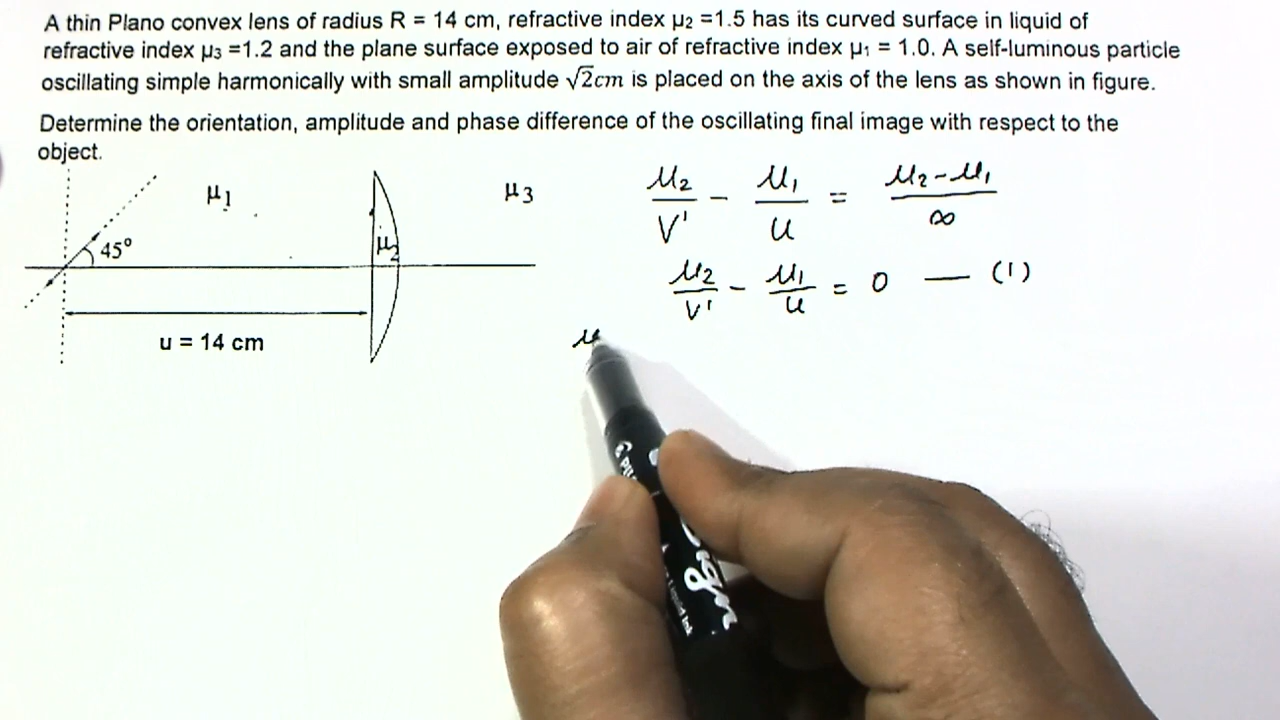 A thin Plano convex lens of radius R = 14 cm, refractive index μ₂ =1.5 has its curved surface in liquid of
refractive index μ₃ =1.2 and the plane surface exposed to air of refractive index μ₁ = 1.0. A self-luminous particle
oscillating simple harmonically with small amplitude √2cm is placed on the axis of the lens as shown in figure.
Determine the orientation, amplitude and phase difference of the oscillating final image with respect to the
object.
μ₁
μ₃
45°
μ₂
u = 14 cm
μ₂/v' - μ₁/u = μ₂-μ₁/∞
μ₂/v' - μ₁/u = 0 — (1)
μ